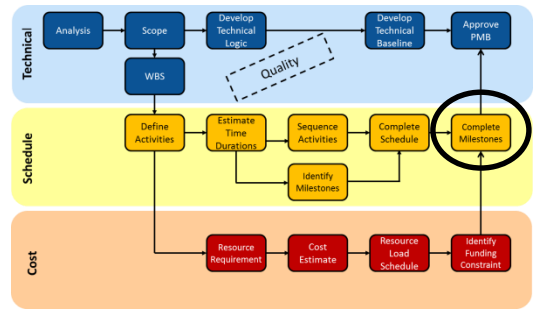 Technical
Analysis
Scope
Develop
Technical
Logic
Develop
Technical
Baseline
Approve
PMB
WBS
Quality
Schedule
Define
Activities
Estimate
Time
Durations
Sequence
Activities
Complete
Schedule
Complete
Milestones
Identify
Milestones
Cost
Resource
Requirement
Cost
Estimate
Resource
Load
Schedule
Identify
Funding
Constraint